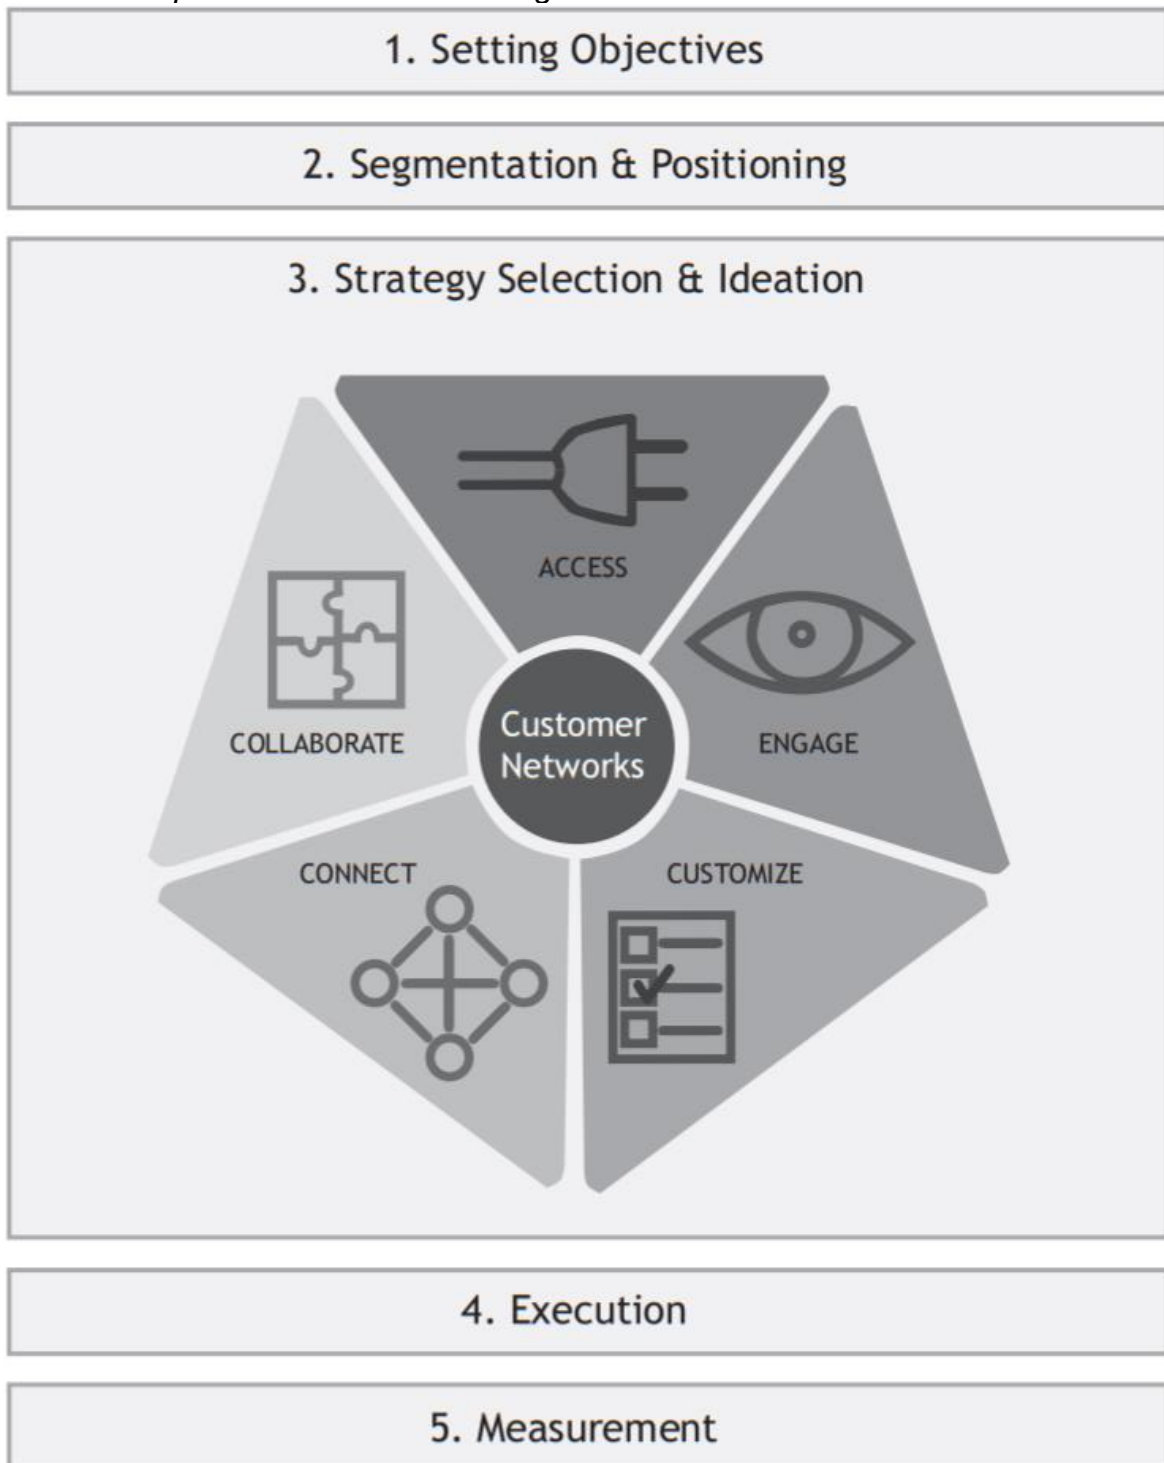 1. Setting Objectives
2. Segmentation & Positioning
3. Strategy Selection & Ideation
ACCESS
COLLABORATE
Customer
Networks
ENGAGE
CONNECT
CUSTOMIZE
4. Execution
5. Measurement